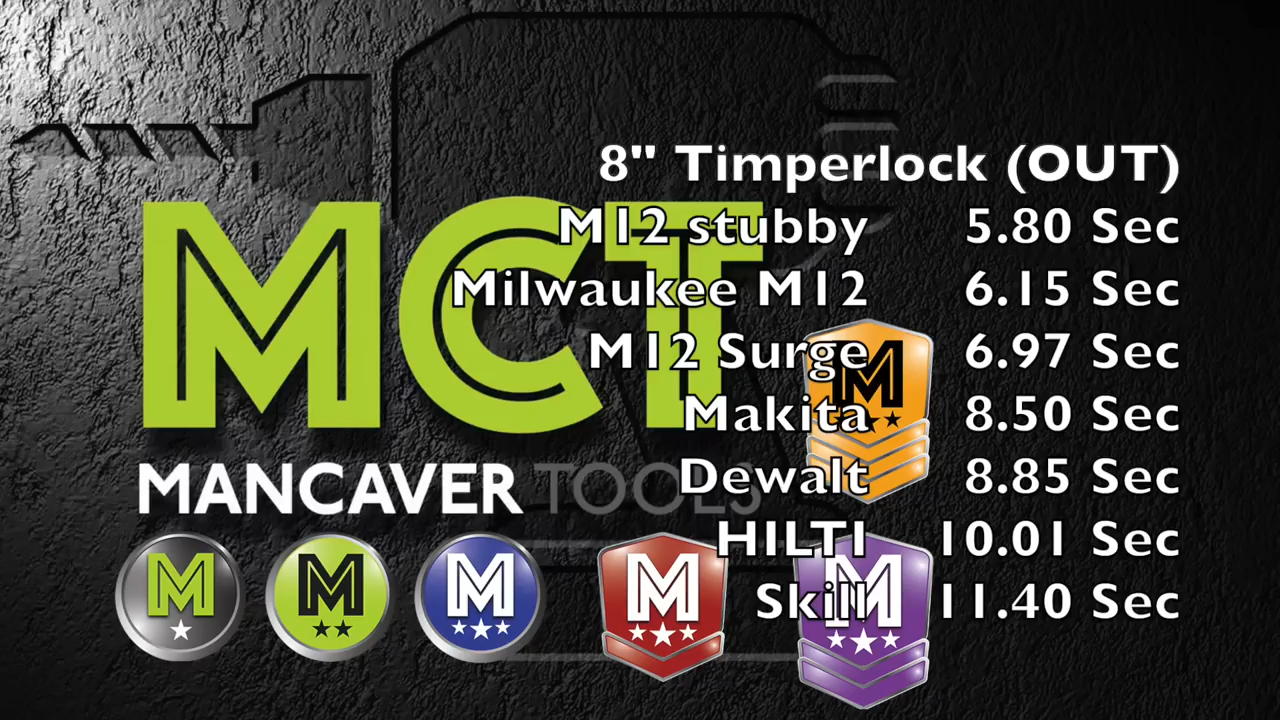 8" Timperlock (OUT)
M12 stubby 5.80 Sec
Milwaukee M12 6.15 Sec
M12 Surge 6.97 Sec
Makita 8.50 Sec
Dewalt 8.85 Sec
HILTI 10.01 Sec
Skill 11.40 Sec
MCT
MANCAVER TOOLS
M
M
M
M
M
M